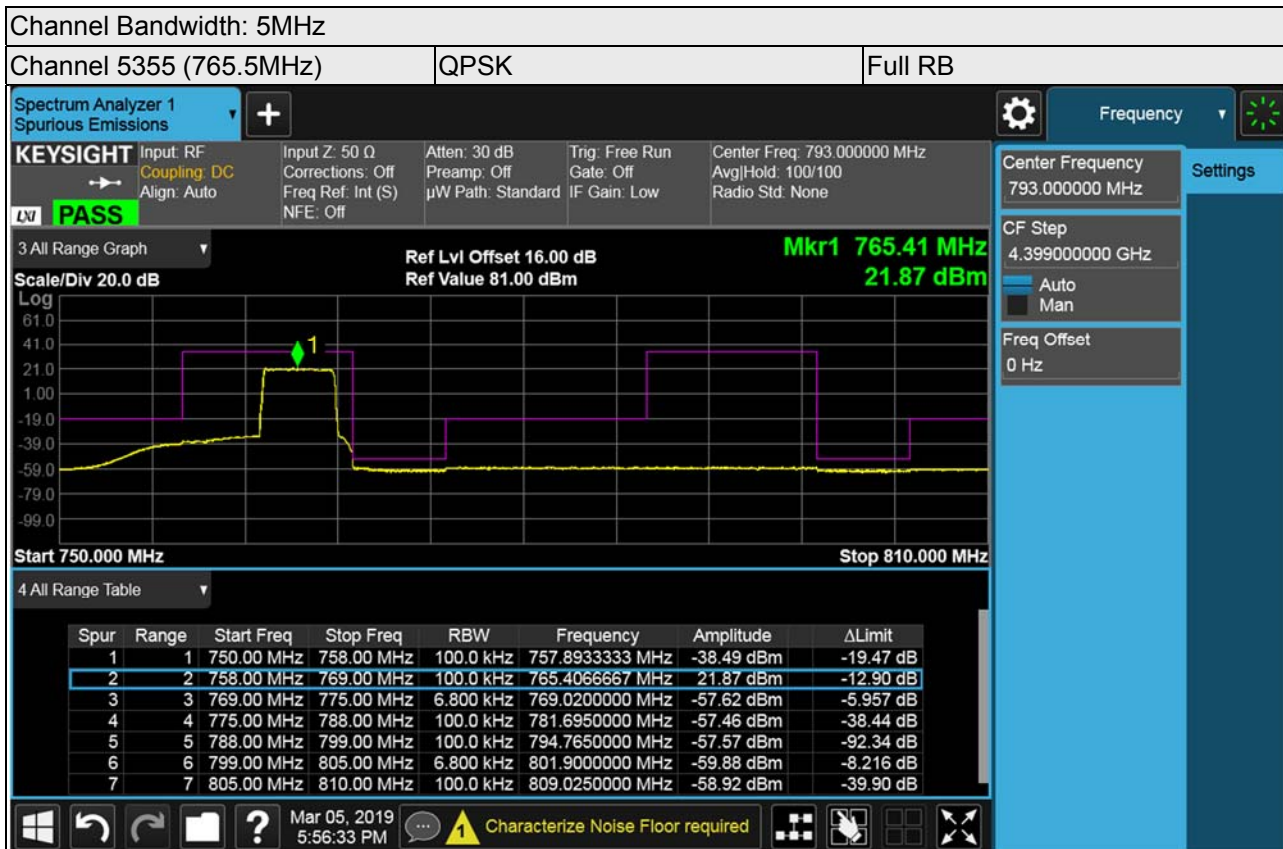 Channel Bandwidth: 5MHz
Channel 5355 (765.5MHz) QPSK Full RB
Spectrum Analyzer 1
Spurious Emissions
Frequency
KEYSIGHT
LXI PASS
Input: RF
Coupling: DC
Align: Auto
Input Z: 50 Ω
Corrections: Off
Freq Ref: Int (S)
NFE: Off
Atten: 30 dB
Preamp: Off
µW Path: Standard
Trig: Free Run
Gate: Off
IF Gain: Low
Center Freq: 793.000000 MHz
Avg|Hold: 100/100
Radio Std: None
Center Frequency
793.000000 MHz
Settings
CF Step
4.399000000 GHz
Auto
Man
Freq Offset
0 Hz
3 All Range Graph
Scale/Div 20.0 dB
Ref Lvl Offset 16.00 dB
Ref Value 81.00 dBm
Mkr1 765.41 MHz
21.87 dBm
Log
61.0
41.0
21.0
1.00
-19.0
-39.0
-59.0
-79.0
-99.0
1
Start 750.000 MHz Stop 810.000 MHz
4 All Range Table
Spur Range Start Freq Stop Freq RBW Frequency Amplitude ΔLimit
1 1 750.00 MHz 758.00 MHz 100.0 kHz 757.8933333 MHz -38.49 dBm -19.47 dB
2 2 758.00 MHz 769.00 MHz 100.0 kHz 765.4066667 MHz 21.87 dBm -12.90 dB
3 3 769.00 MHz 775.00 MHz 6.800 kHz 769.0200000 MHz -57.62 dBm -5.957 dB
4 4 775.00 MHz 788.00 MHz 100.0 kHz 781.6950000 MHz -57.46 dBm -38.44 dB
5 5 788.00 MHz 799.00 MHz 100.0 kHz 794.7650000 MHz -57.57 dBm -92.34 dB
6 6 799.00 MHz 805.00 MHz 6.800 kHz 801.9000000 MHz -59.88 dBm -8.216 dB
7 7 805.00 MHz 810.00 MHz 100.0 kHz 809.0250000 MHz -58.92 dBm -39.90 dB
?
Mar 05, 2019
5:56:33 PM
1
Characterize Noise Floor required